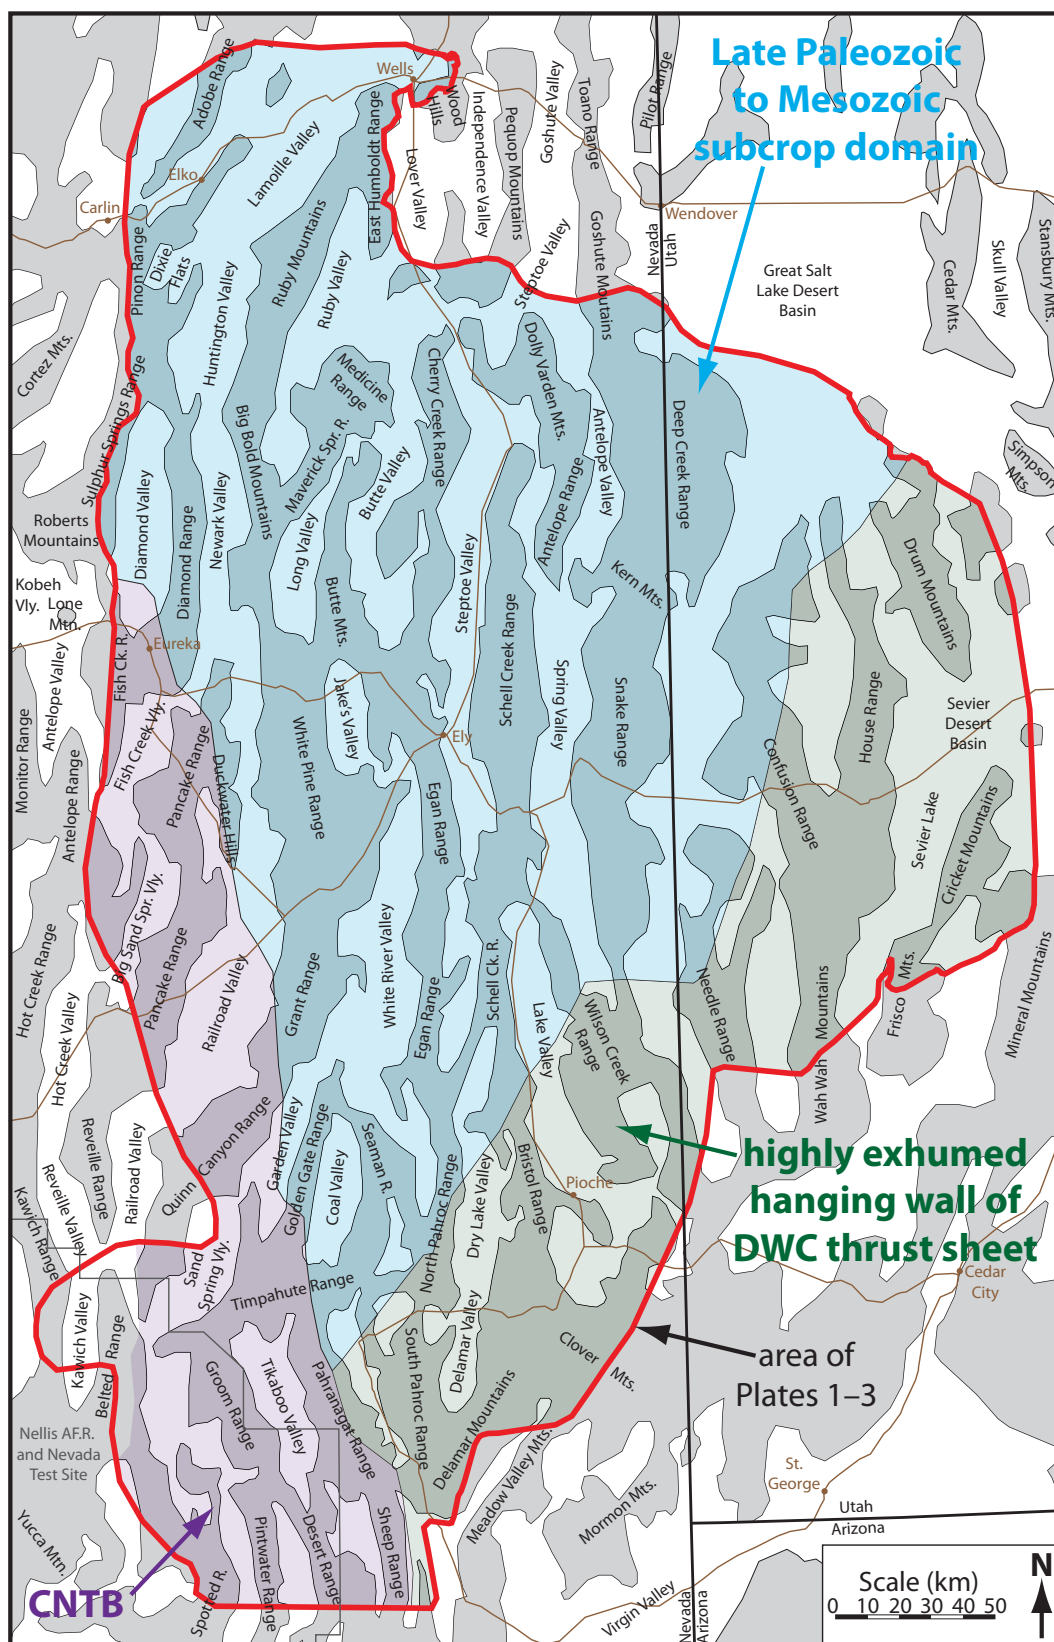 Late Paleozoic
to Mesozoic
subcrop domain
Adobe Range
Wells
Wood
Hills
Independence Valley
Pequop Mountains
Goshute Valley
Toano Range
Pilot Range
Elko
Lamoille Valley
East Humboldt Range
Lover Valley
Carlin
Wendover
Nevada
Utah
Great Salt
Lake Desert
Basin
Cedar Mts.
Skull Valley
Stansbury Mts.
Pinon Range
Dixie
Flats
Huntington Valley
Ruby Mountains
Ruby Valley
Steptoe Valley
Goshute Moutains
Cortez Mts.
Sulphur Springs Range
Medicine
Range
Cherry Creek Range
Dolly Varden Mts.
Antelope Valley
Deep Creek Range
Big Bold Mountains
Maverick Spr. R.
Butte Valley
Antelope Range
Simpson
Mts.
Roberts
Mountains
Diamond Valley
Diamond Range
Newark Valley
Long Valley
Butte Mts.
Steptoe Valley
Kern Mts.
Drum Mountains
Kobeh
Vly.
Lone
Mtn.
Eureka
Fish Ck. R.
Antelope Valley
Monitor Range
Antelope Range
Fish Creek Vly.
Pancake Range
Duckwater Hills
White Pine Range
Jake's Valley
Ely
Egan Range
Schell Creek Range
Spring Valley
Snake Range
Confusion Range
House Range
Sevier
Desert
Basin
Sevier Lake
Cricket Mountains
Hot Creek Range
Big Sand Spr. Vly.
Pancake Range
Railroad Valley
Grant Range
White River Valley
Egan Range
Schell Ck. R.
Lake Valley
Wilson Creek
Range
Needle Range
Wah Wah
Mountains
Frisco
Mts.
Mineral Mountains
Hot Creek Valley
Reveille Range
Railroad Valley
Quinn Canyon Range
Garden Valley
Golden Gate Range
Coal Valley
Seaman R.
North Pahroc Range
Dry Lake Valley
Bristol Range
Pioche
highly exhumed
hanging wall of
DWC thrust sheet
Kawich Range
Reveille Valley
Sand
Spring Vly.
Timpahute Range
Cedar
City
Kawich Valley
Belted Range
Groom Range
Tikaboo Valley
Pahranagat Range
South Pahroc Range
Delamar Valley
Delamar Mountains
Clover
Mts.
area of
Plates 1–3
Nellis AF.R.
and Nevada
Test Site
Yucca Mtn.
Meadow Valley Mts.
Mormon Mts.
St.
George
Utah
Arizona
CNTB
Spotted R.
Pintwater Range
Desert Range
Sheep Range
Virgin Valley
Nevada
Arizona
Scale (km)
0 10 20 30 40 50
N